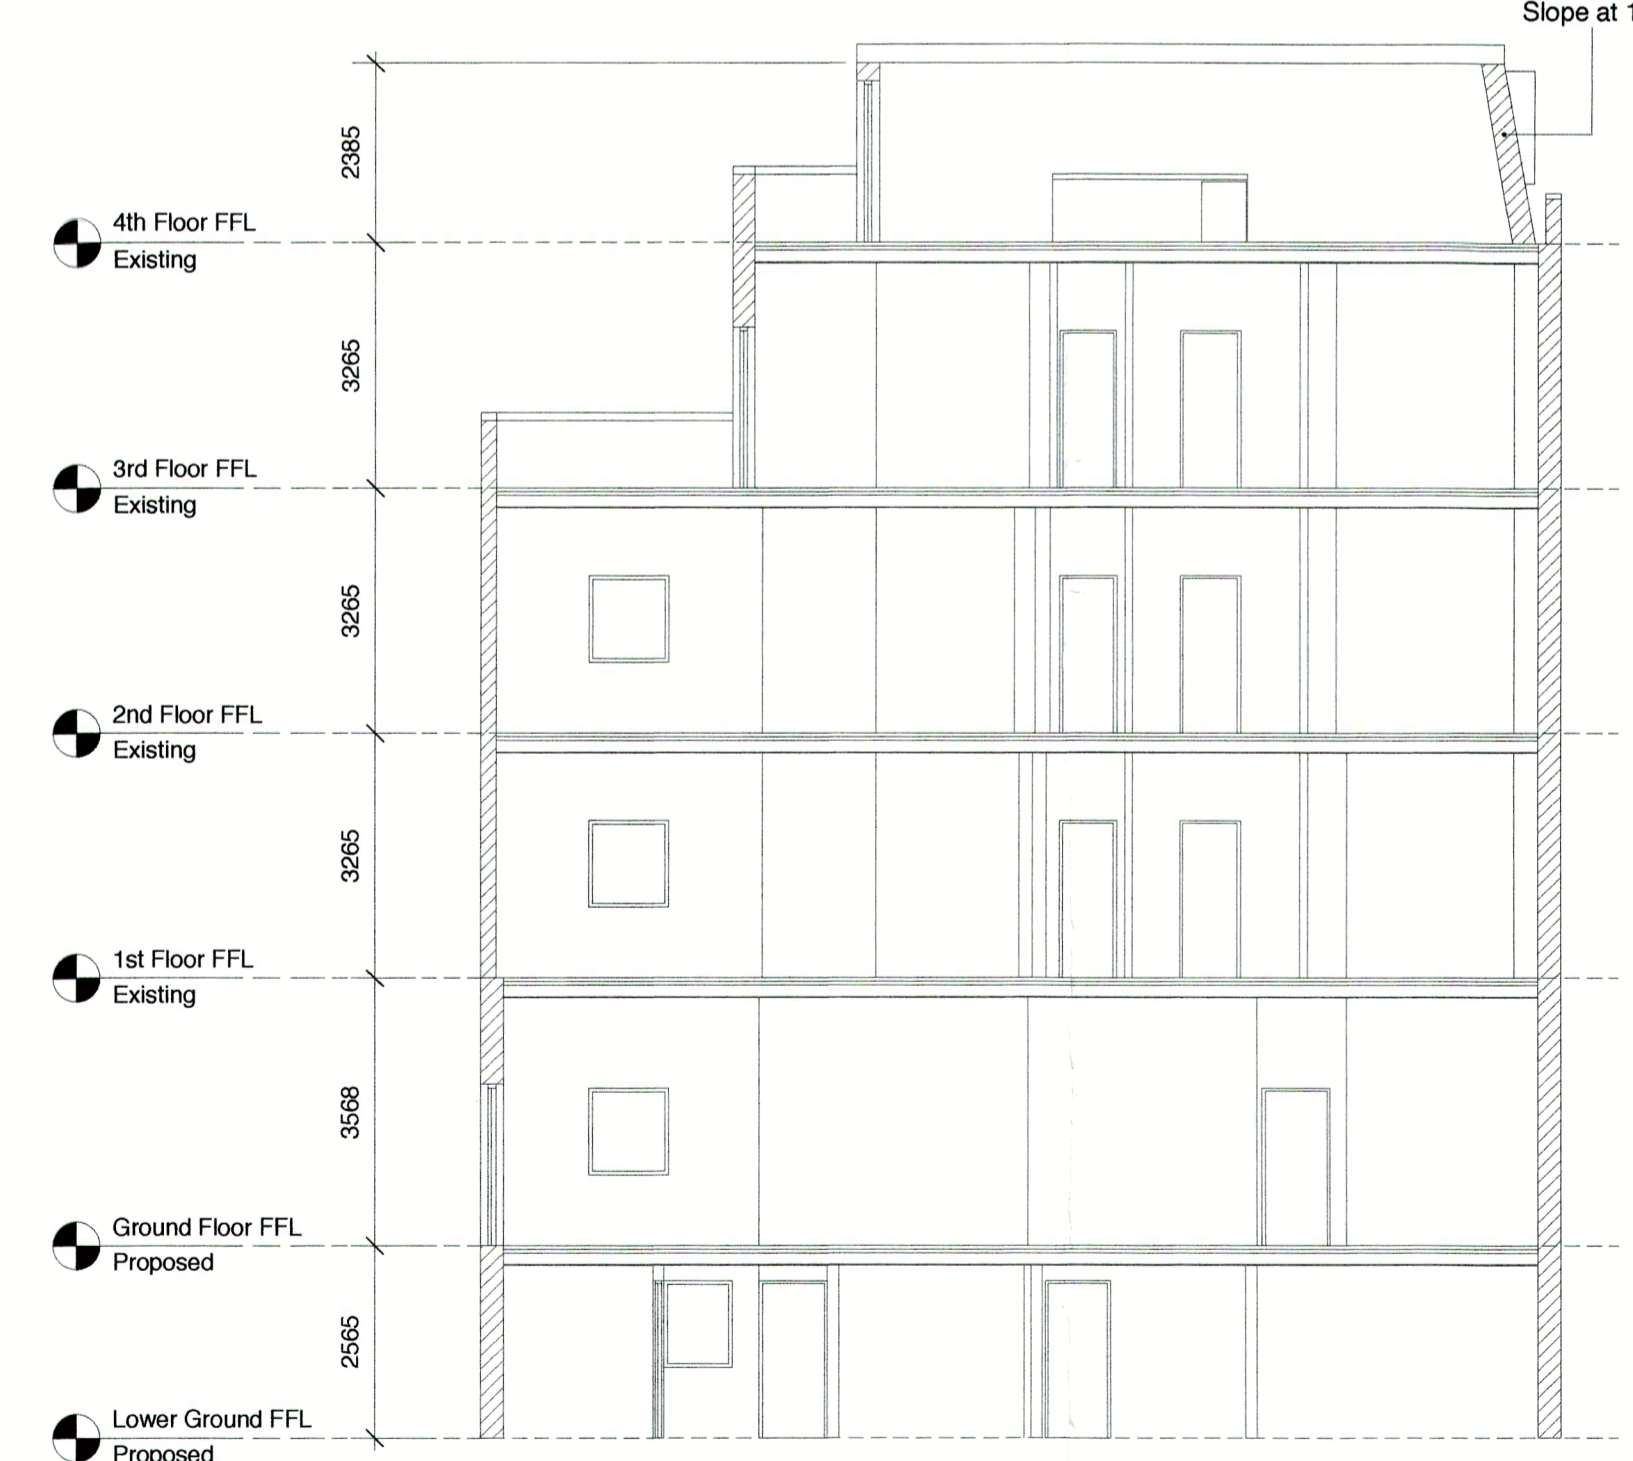 Slope at 1
2385
4th Floor FFL
Existing
3265
3rd Floor FFL
Existing
3265
2nd Floor FFL
Existing
3265
1st Floor FFL
Existing
3568
Ground Floor FFL
Proposed
2565
Lower Ground FFL
Proposed